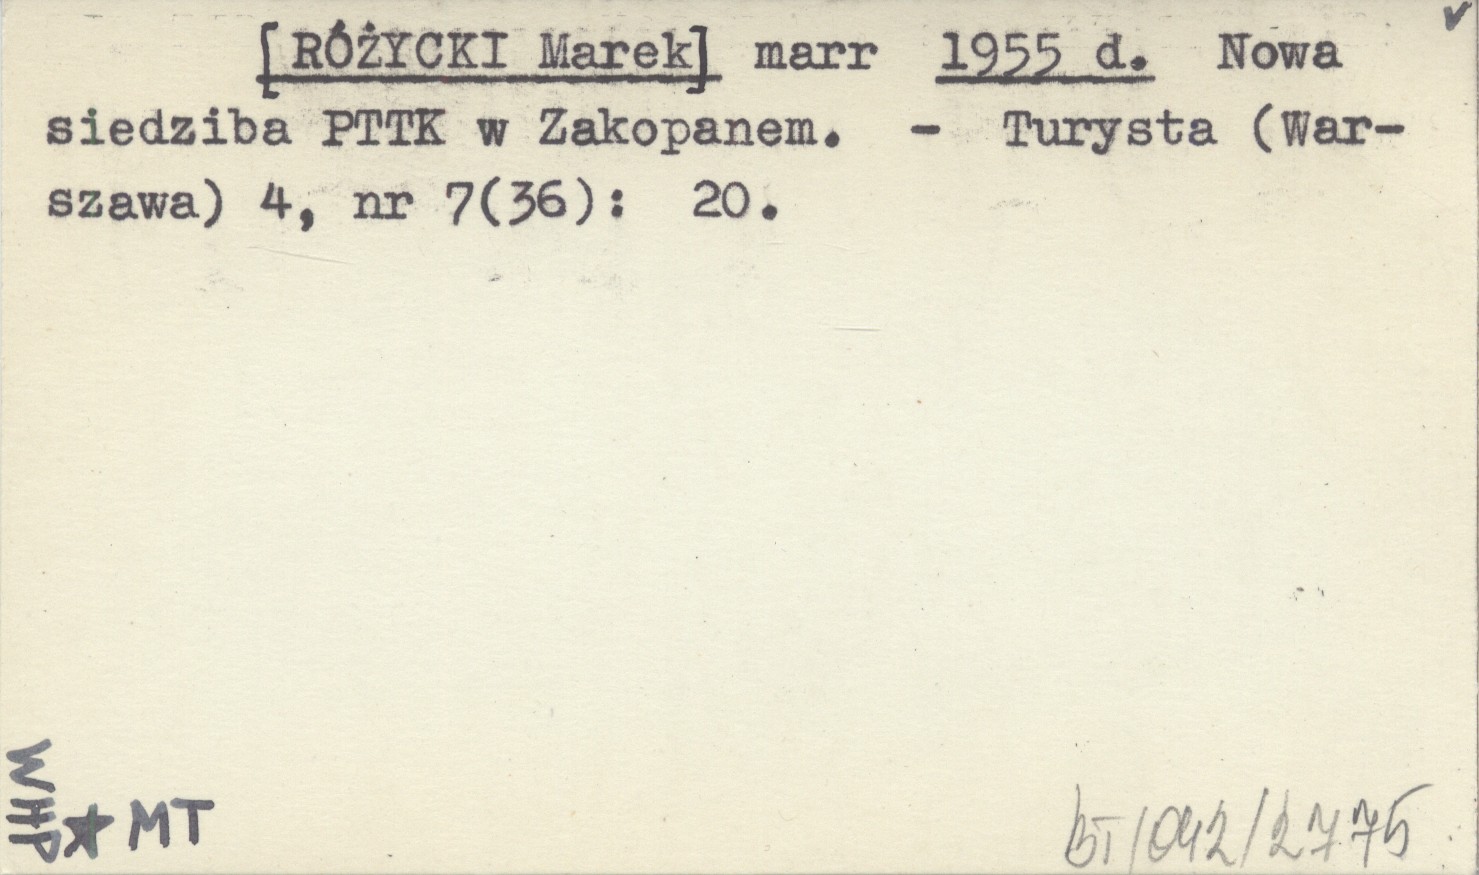 [RÓŻYCKI Marek] marr 1955 d. Nowa
siedziba PTTK w Zakopanem. - Turysta (War-
szawa) 4, nr 7(36): 20.
WHP
MT
BT/042/2775